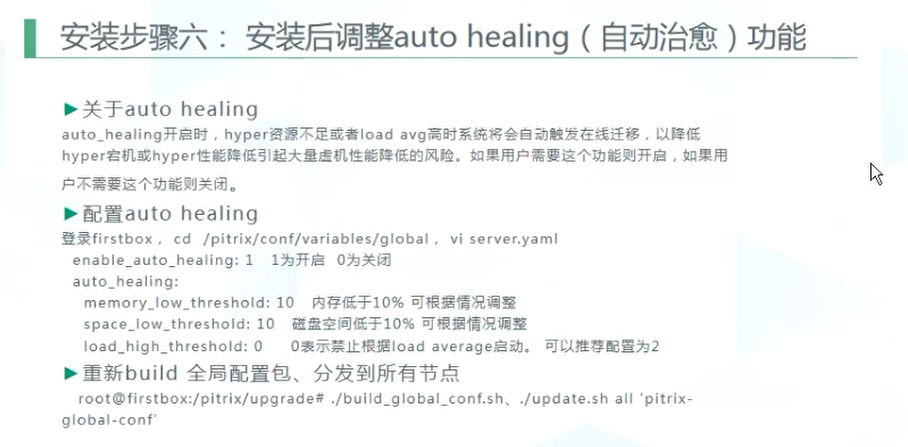 安装步骤六： 安装后调整auto healing（自动治愈）功能
►关于auto healing
auto_healing开启时，hyper资源不足或者load avg高时系统将会自动触发在线迁移，以降低
hyper宕机或hyper性能降低引起大量虚机性能降低的风险。如果用户需要这个功能则开启，如果用
户不需要这个功能则关闭。
►配置auto healing
登录firstbox， cd /pitrix/conf/variables/global， vi server.yaml
enable_auto_healing: 1 1为开启 0为关闭
auto_healing:
memory_low_threshold: 10 内存低于10% 可根据情况调整
space_low_threshold: 10 磁盘空间低于10% 可根据情况调整
load_high_threshold: 0 0表示禁止根据load average启动。 可以推荐配置为2
►重新build 全局配置包、分发到所有节点
root@firstbox:/pitrix/upgrade# ./build_global_conf.sh、./update.sh all 'pitrix-
global-conf'